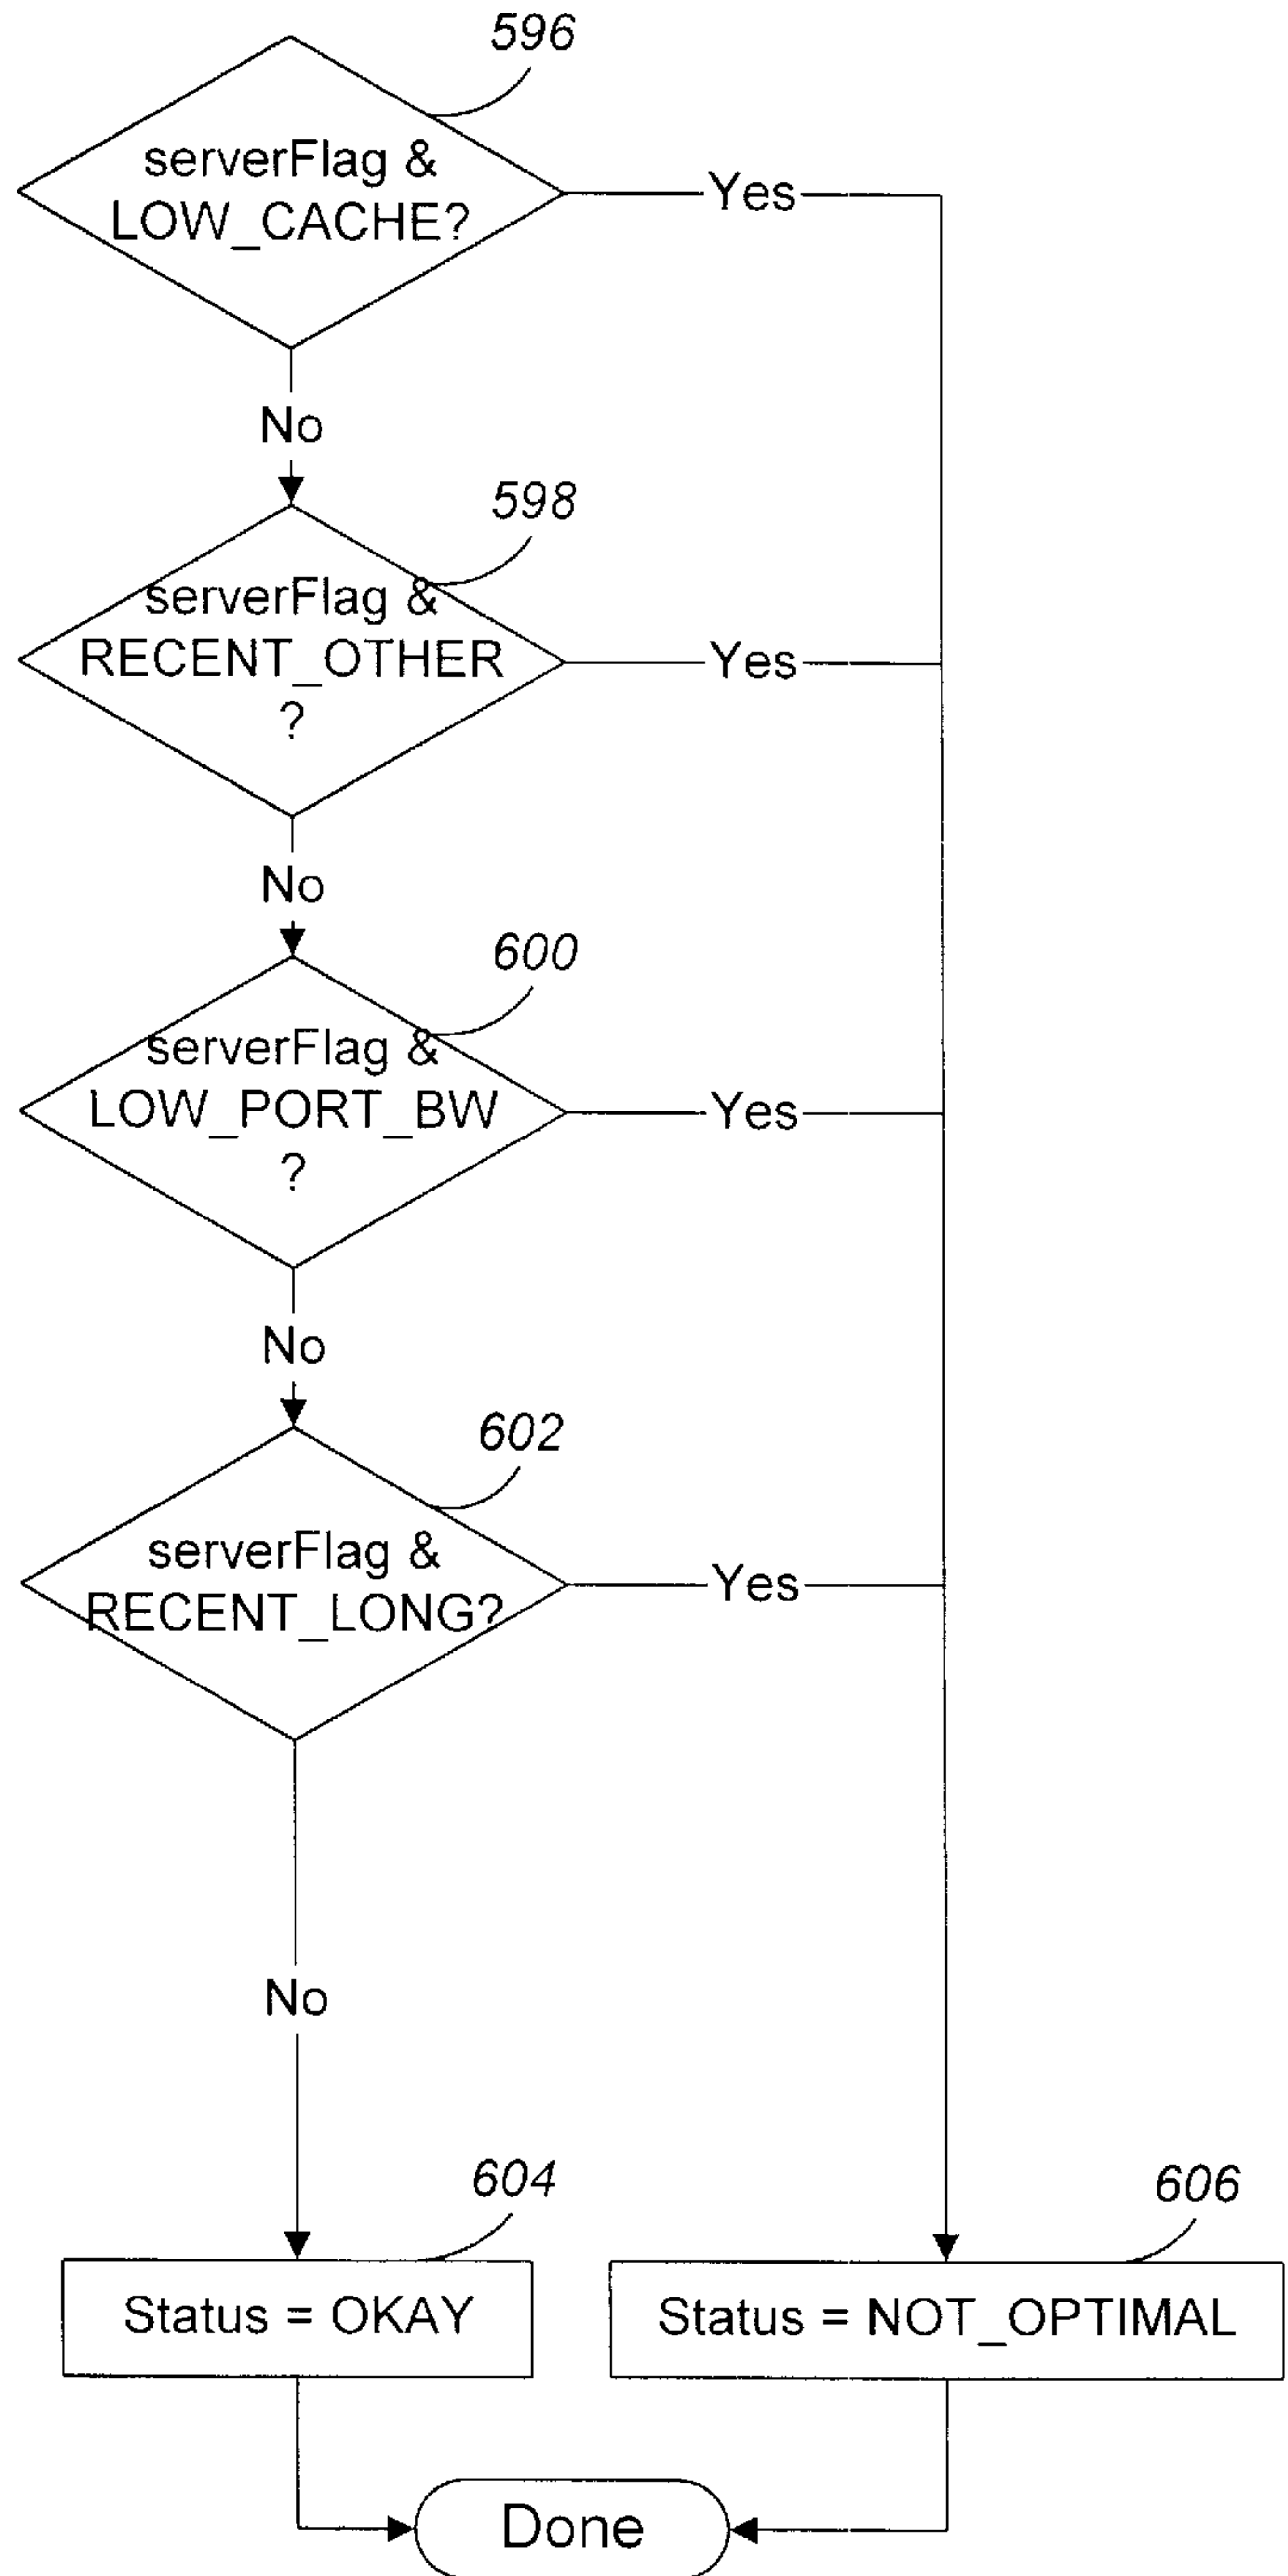 596
serverFlag &
LOW_CACHE?
Yes
No
598
serverFlag &
RECENT_OTHER
?
Yes
No
600
serverFlag &
LOW_PORT_BW
?
Yes
No
602
serverFlag &
RECENT_LONG?
Yes
No
604
606
Status = OKAY
Status = NOT_OPTIMAL
Done